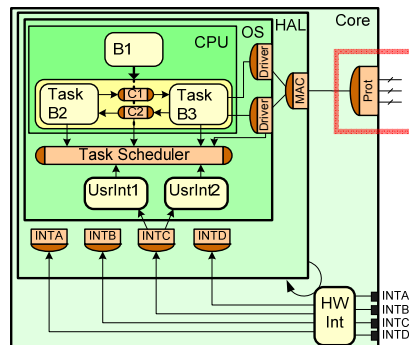 Core
HAL
OS
CPU
B1
Driver
Task
B2
C1
C2
Task
B3
Driver
MAC
Prot
Task Scheduler
UsrInt1
UsrInt2
INTA
INTB
INTC
INTD
HW
Int
INTA
INTB
INTC
INTD